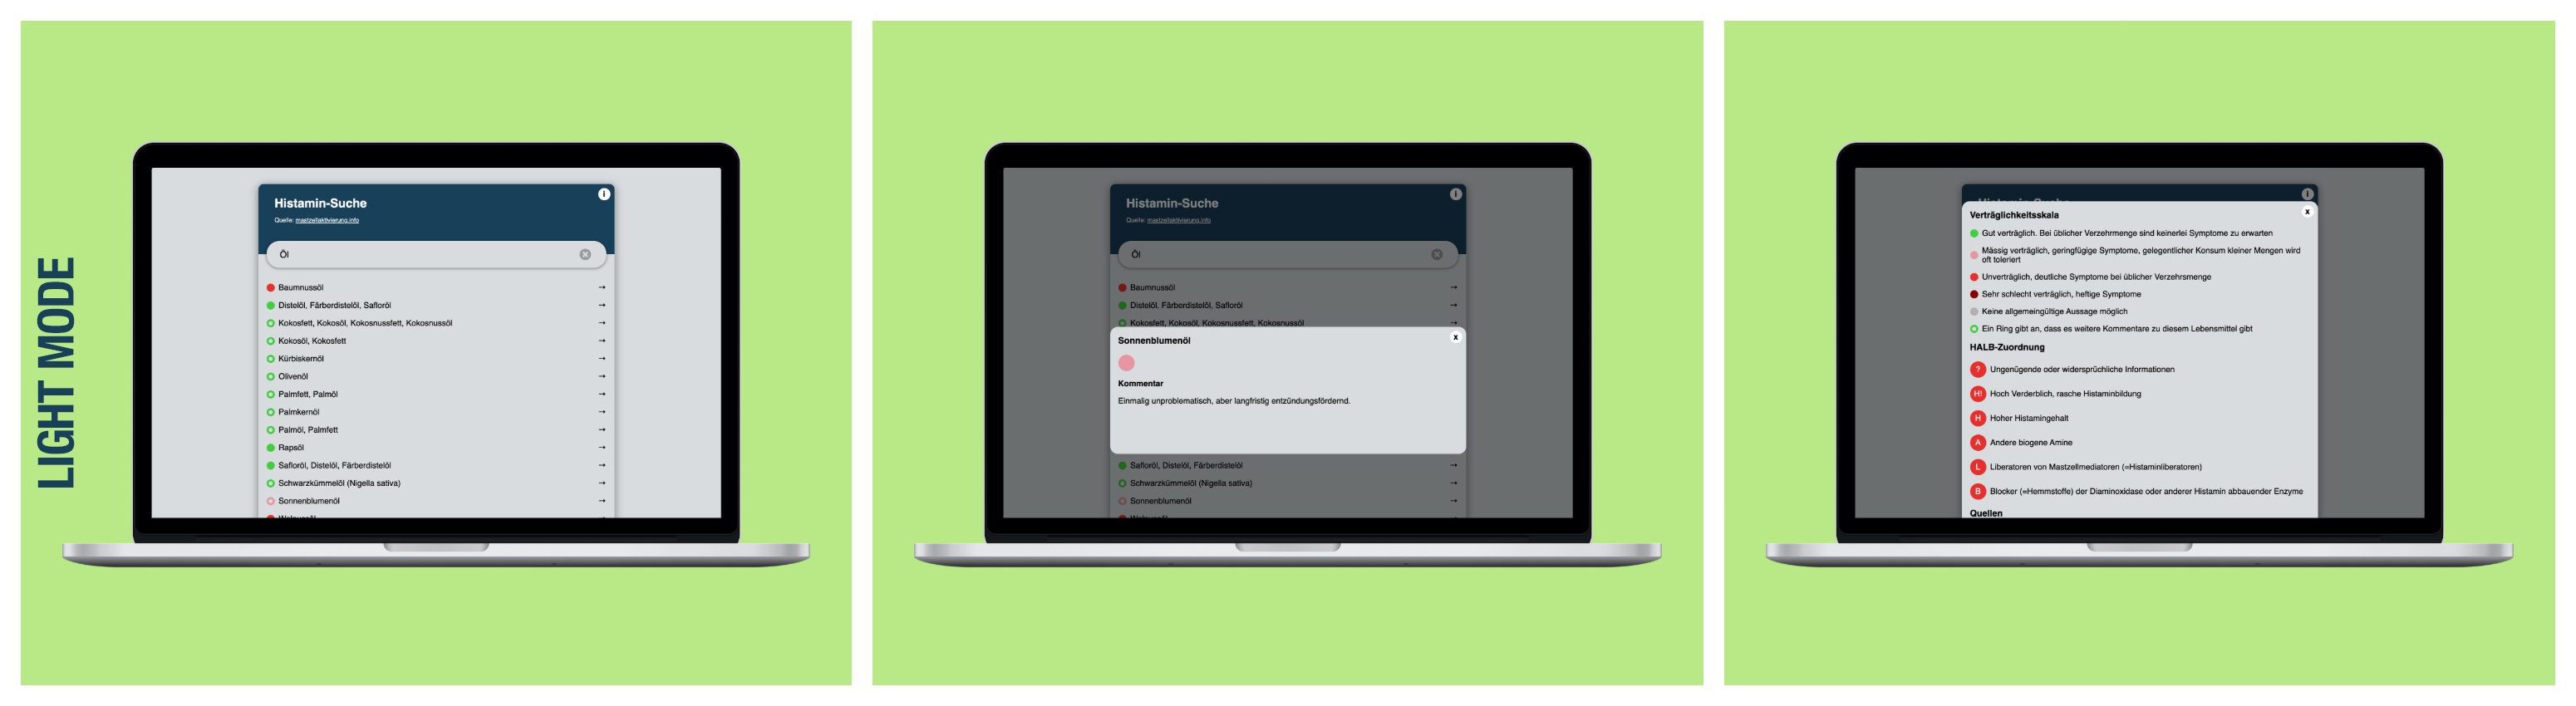 LIGHT MODE
Histamin-Suche
i
Quelle: mastzellaktivierung.info
Öl
Baumnussöl
Distelöl, Färberdistelöl, Safloröl
Kokosfett, Kokosöl, Kokosnussfett, Kokosnussöl
Kokosöl, Kokosfett
Kürbiskernöl
Olivenöl
Palmfett, Palmöl
Palmkernöl
Palmöl, Palmfett
Rapsöl
Safloröl, Distelöl, Färberdistelöl
Schwarzkümmelöl (Nigella sativa)
Sonnenblumenöl
Walnussöl
Histamin-Suche
i
Quelle: mastzellaktivierung.info
Öl
Baumnussöl
Distelöl, Färberdistelöl, Safloröl
Kokosfett, Kokosöl, Kokosnussfett, Kokosnussöl
Sonnenblumenöl
x
Kommentar
Einmalig unproblematisch, aber langfristig entzündungsfördernd.
Safloröl, Distelöl, Färberdistelöl
Schwarzkümmelöl (Nigella sativa)
Sonnenblumenöl
Walnussöl
i
Histamin-Suche
Verträglichkeitsskala
x
Gut verträglich. Bei üblicher Verzehrmenge sind keinerlei Symptome zu erwarten
Mässig verträglich, geringfügige Symptome, gelegentlicher Konsum kleiner Mengen wird
oft toleriert
Unverträglich, deutliche Symptome bei üblicher Verzehrsmenge
Sehr schlecht verträglich, heftige Symptome
Keine allgemeingültige Aussage möglich
Ein Ring gibt an, dass es weitere Kommentare zu diesem Lebensmittel gibt
HALB-Zuordnung
? Ungenügende oder widersprüchliche Informationen
H! Hoch Verderblich, rasche Histaminbildung
H Hoher Histamingehalt
A Andere biogene Amine
L Liberatoren von Mastzellmediatoren (=Histaminliberatoren)
B Blocker (=Hemmstoffe) der Diaminoxidase oder anderer Histamin abbauender Enzyme
Quellen